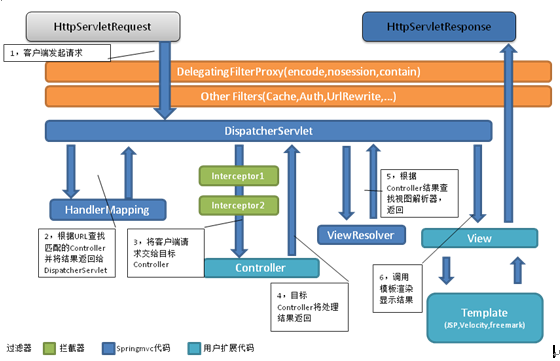 HttpServletRequest
HttpServletResponse
1，客户端发起请求
DelegatingFilterProxy(encode,nosession,contain)
Other Filters(Cache,Auth,UrlRewrite,...)
DispatcherServlet
Interceptor1
Interceptor2
5，根据
Controller结果查
找视图解析器，
返回
HandlerMapping
2，根据URL查找
匹配的Controller
并将结果返回给
DispatcherServlet
3，将客户端请
求交给目标
Controller
ViewResolver
View
Controller
4，目标
Controller将处理
结果返回
6，调用
模板渲染
显示结果
Template
(JSP,Velocity,freemark)
过滤器
拦截器
Springmvc代码
用户扩展代码